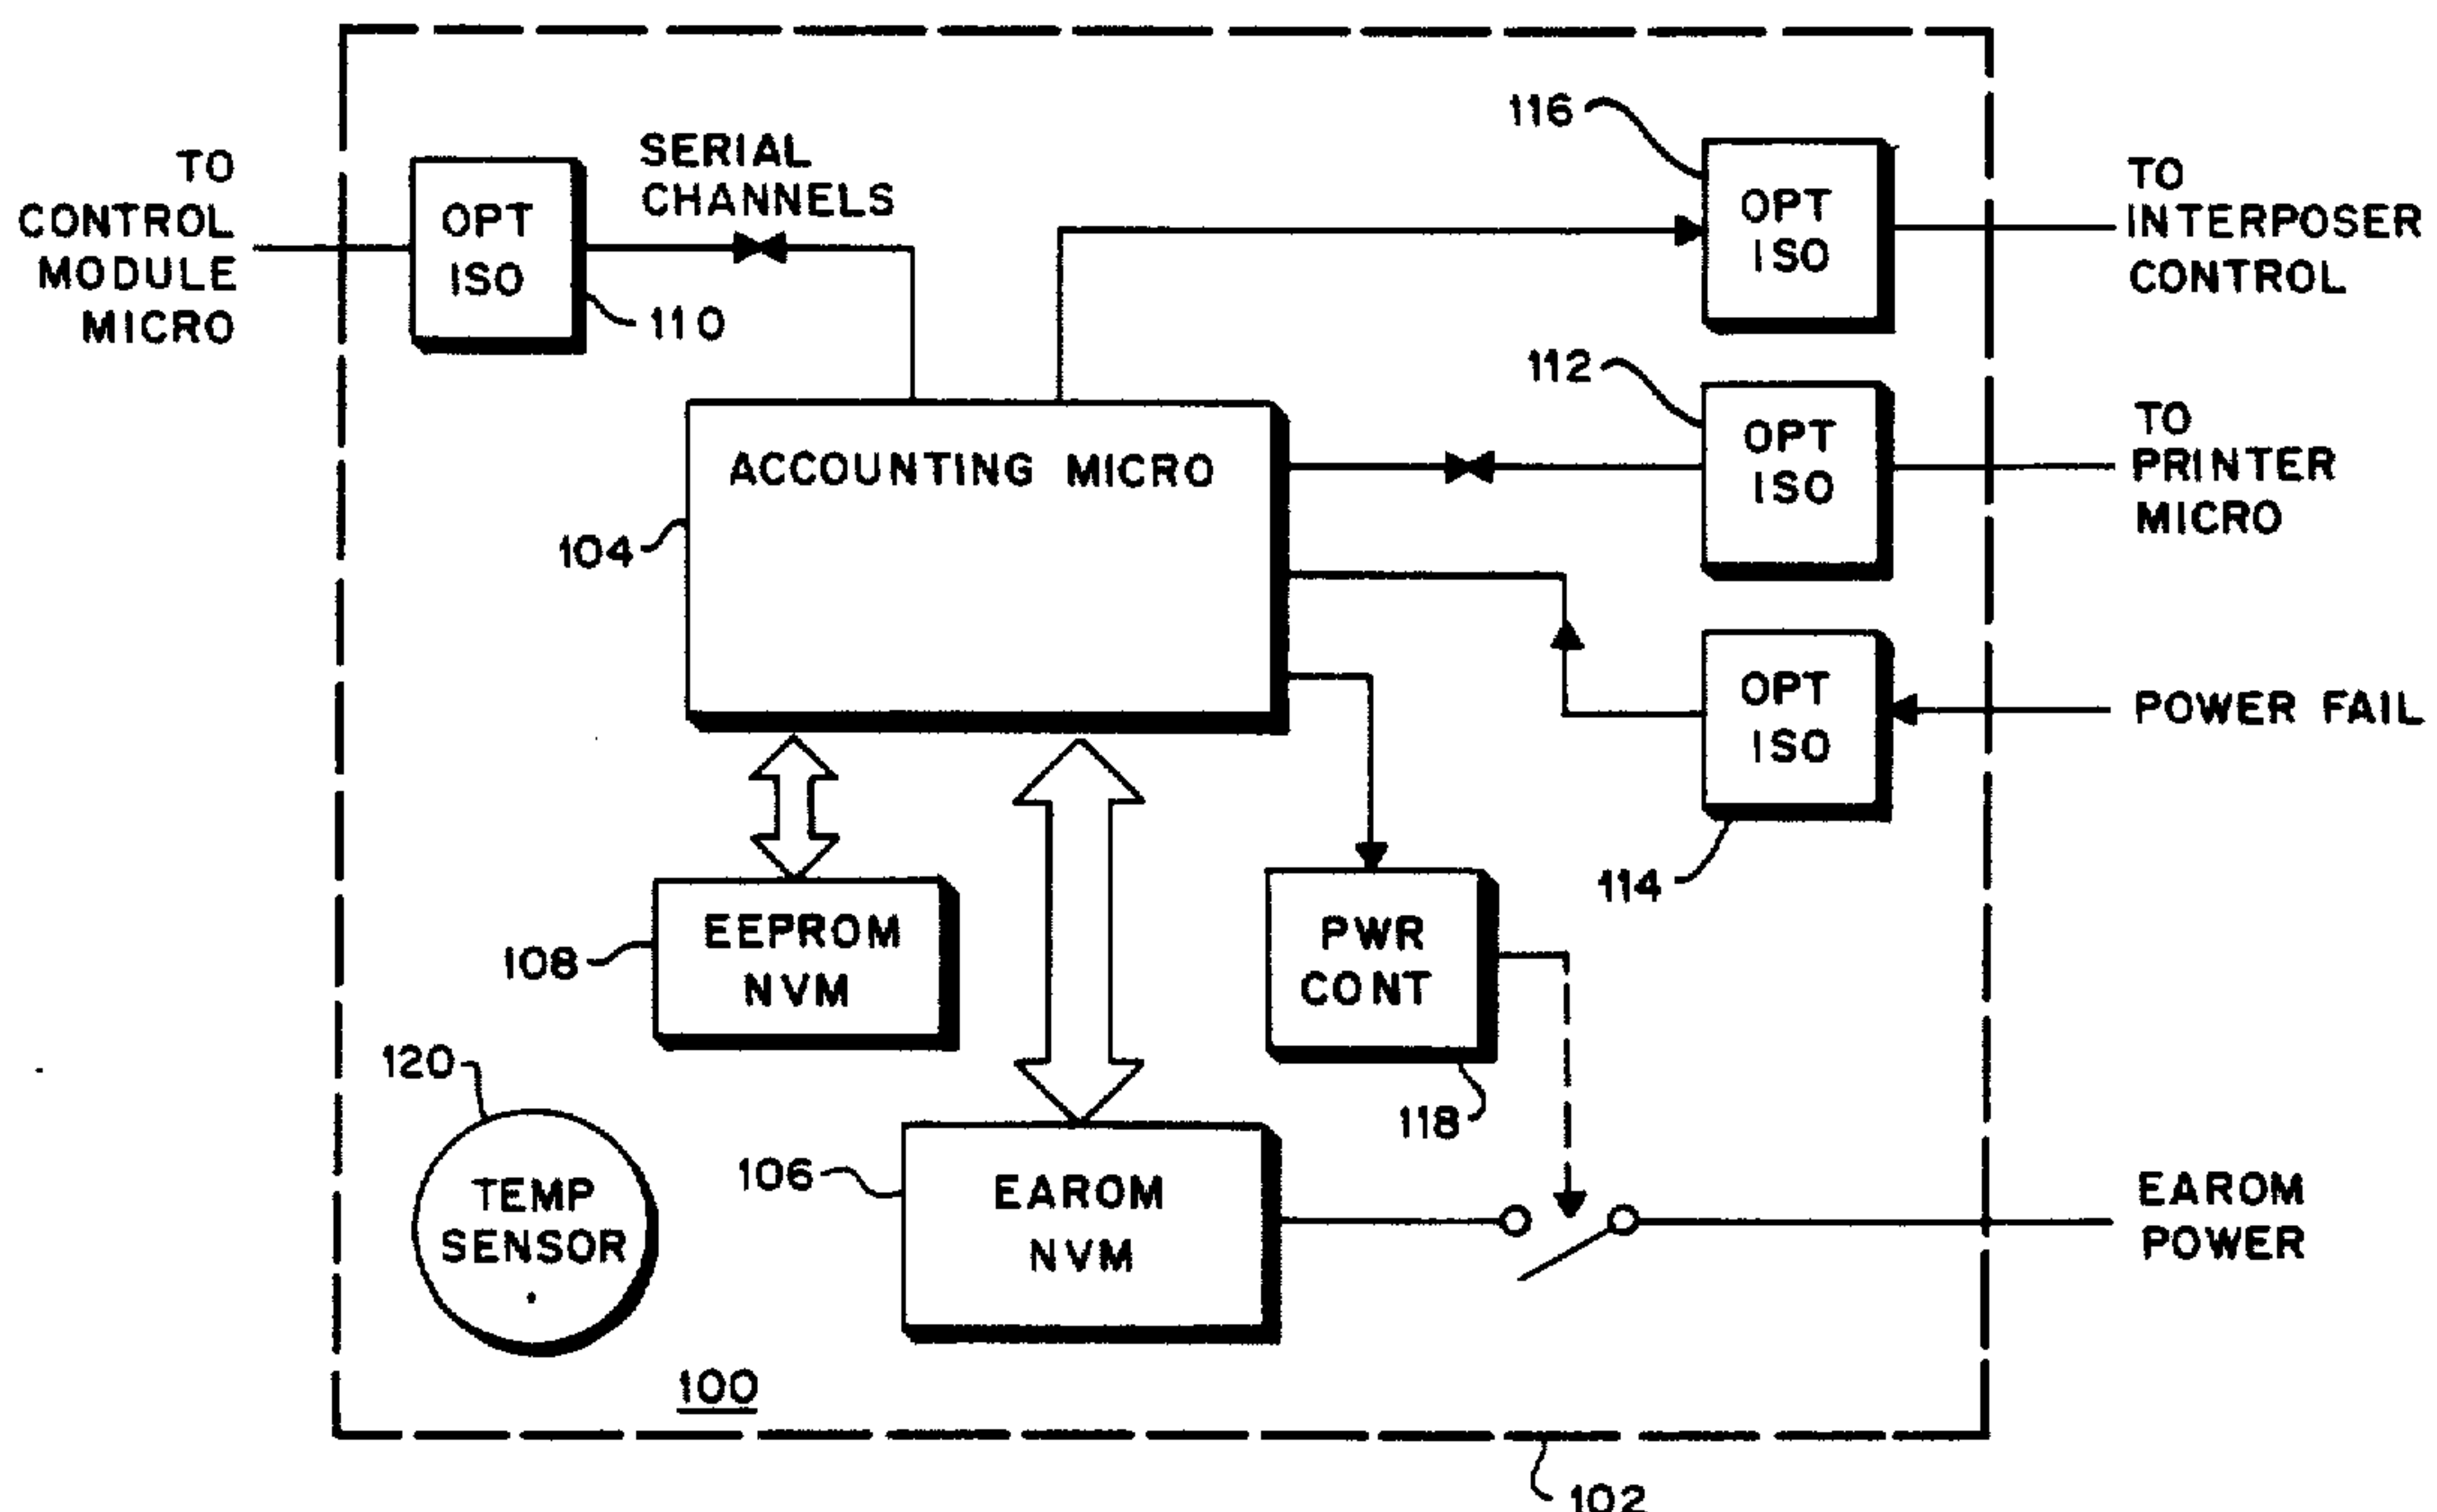 TO
CONTROL
MODULE
MICRO
OPT
ISO
110
SERIAL
CHANNELS
116
OPT
ISO
TO
INTERPOSER
CONTROL
112
OPT
ISO
TO
PRINTER
MICRO
ACCOUNTING MICRO
104
OPT
ISO
POWER FAIL
114
EEPROM
NVM
108
PWR
CONT
118
120
TEMP
SENSOR
106
EAROM
NVM
EAROM
POWER
100
102